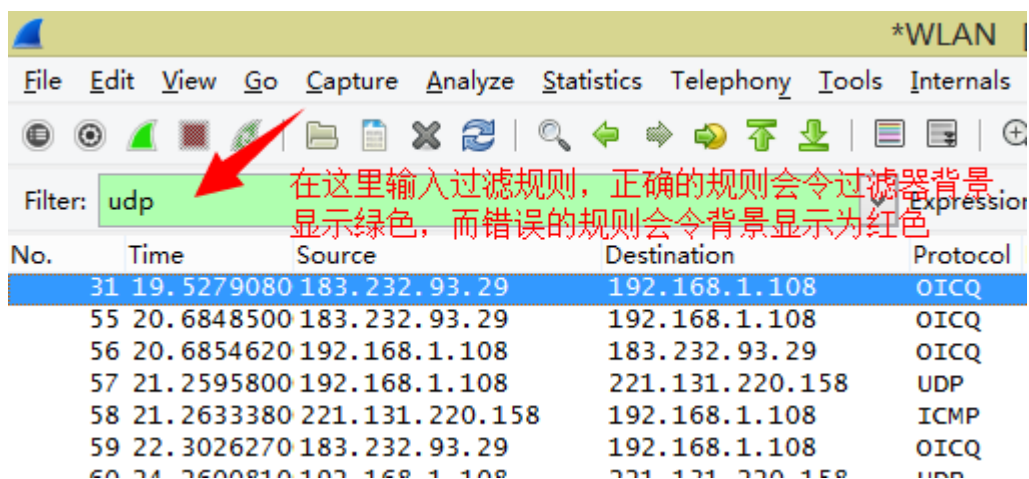 *WLAN
File Edit View Go Capture Analyze Statistics Telephony Tools Internals
在这里输入过滤规则，正确的规则会令过滤器背景
Filter: udp Expression
显示绿色，而错误的规则会令背景显示为红色
No. Time Source Destination Protocol
31 19.5279080 183.232.93.29 192.168.1.108 OICQ
55 20.6848500 183.232.93.29 192.168.1.108 OICQ
56 20.6854620 192.168.1.108 183.232.93.29 OICQ
57 21.2595800 192.168.1.108 221.131.220.158 UDP
58 21.2633380 221.131.220.158 192.168.1.108 ICMP
59 22.3026270 183.232.93.29 192.168.1.108 OICQ